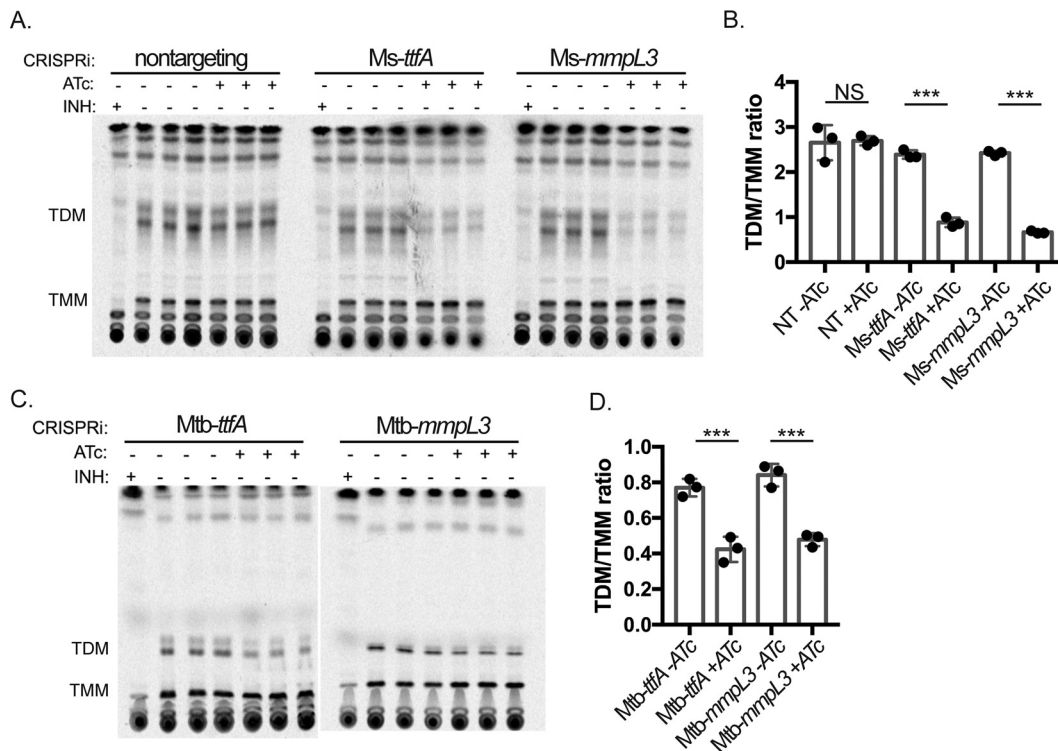 A.
CRISPRi: nontargeting Ms-ttfA Ms-mmpL3
ATc: - - - - + + + - - - - + + + - - - - + + +
INH: + - - - - - - + - - - - - - + - - - - - -
TDM
TMM
B.
TDM/TMM ratio
4
3
2
1
0
NS
***
***
NT -ATc
NT +ATc
Ms-ttfA -ATc
Ms-ttfA +ATc
Ms-mmpL3 -ATc
Ms-mmpL3 +ATc
C.
CRISPRi: Mtb-ttfA Mtb-mmpL3
ATc: - - - - + + + - - - - + + +
INH: + - - - - - - + - - - - - -
TDM
TMM
D.
TDM/TMM ratio
1.0
0.8
0.6
0.4
0.2
0.0
***
***
Mtb-ttfA -ATc
Mtb-ttfA +ATc
Mtb-mmpL3 -ATc
Mtb-mmpL3 +ATc